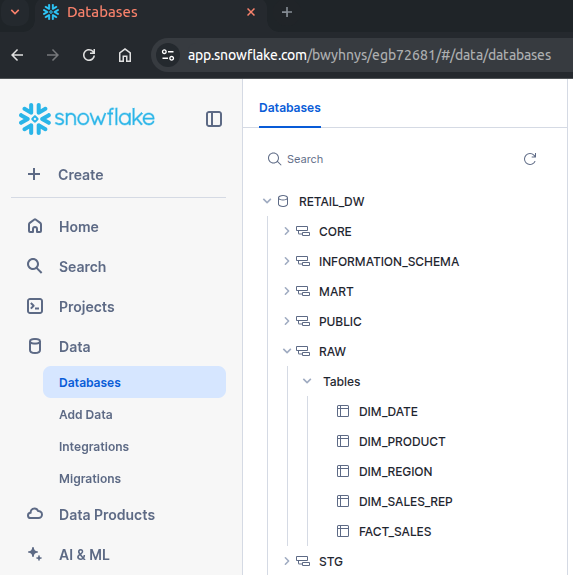 Databases
app.snowflake.com/bwyhnys/egb72681/#/data/databases
snowflake
Create
Home
Search
Projects
Data
Databases
Add Data
Integrations
Migrations
Data Products
AI & ML
Databases
Search
RETAIL_DW
CORE
INFORMATION_SCHEMA
MART
PUBLIC
RAW
Tables
DIM_DATE
DIM_PRODUCT
DIM_REGION
DIM_SALES_REP
FACT_SALES
STG